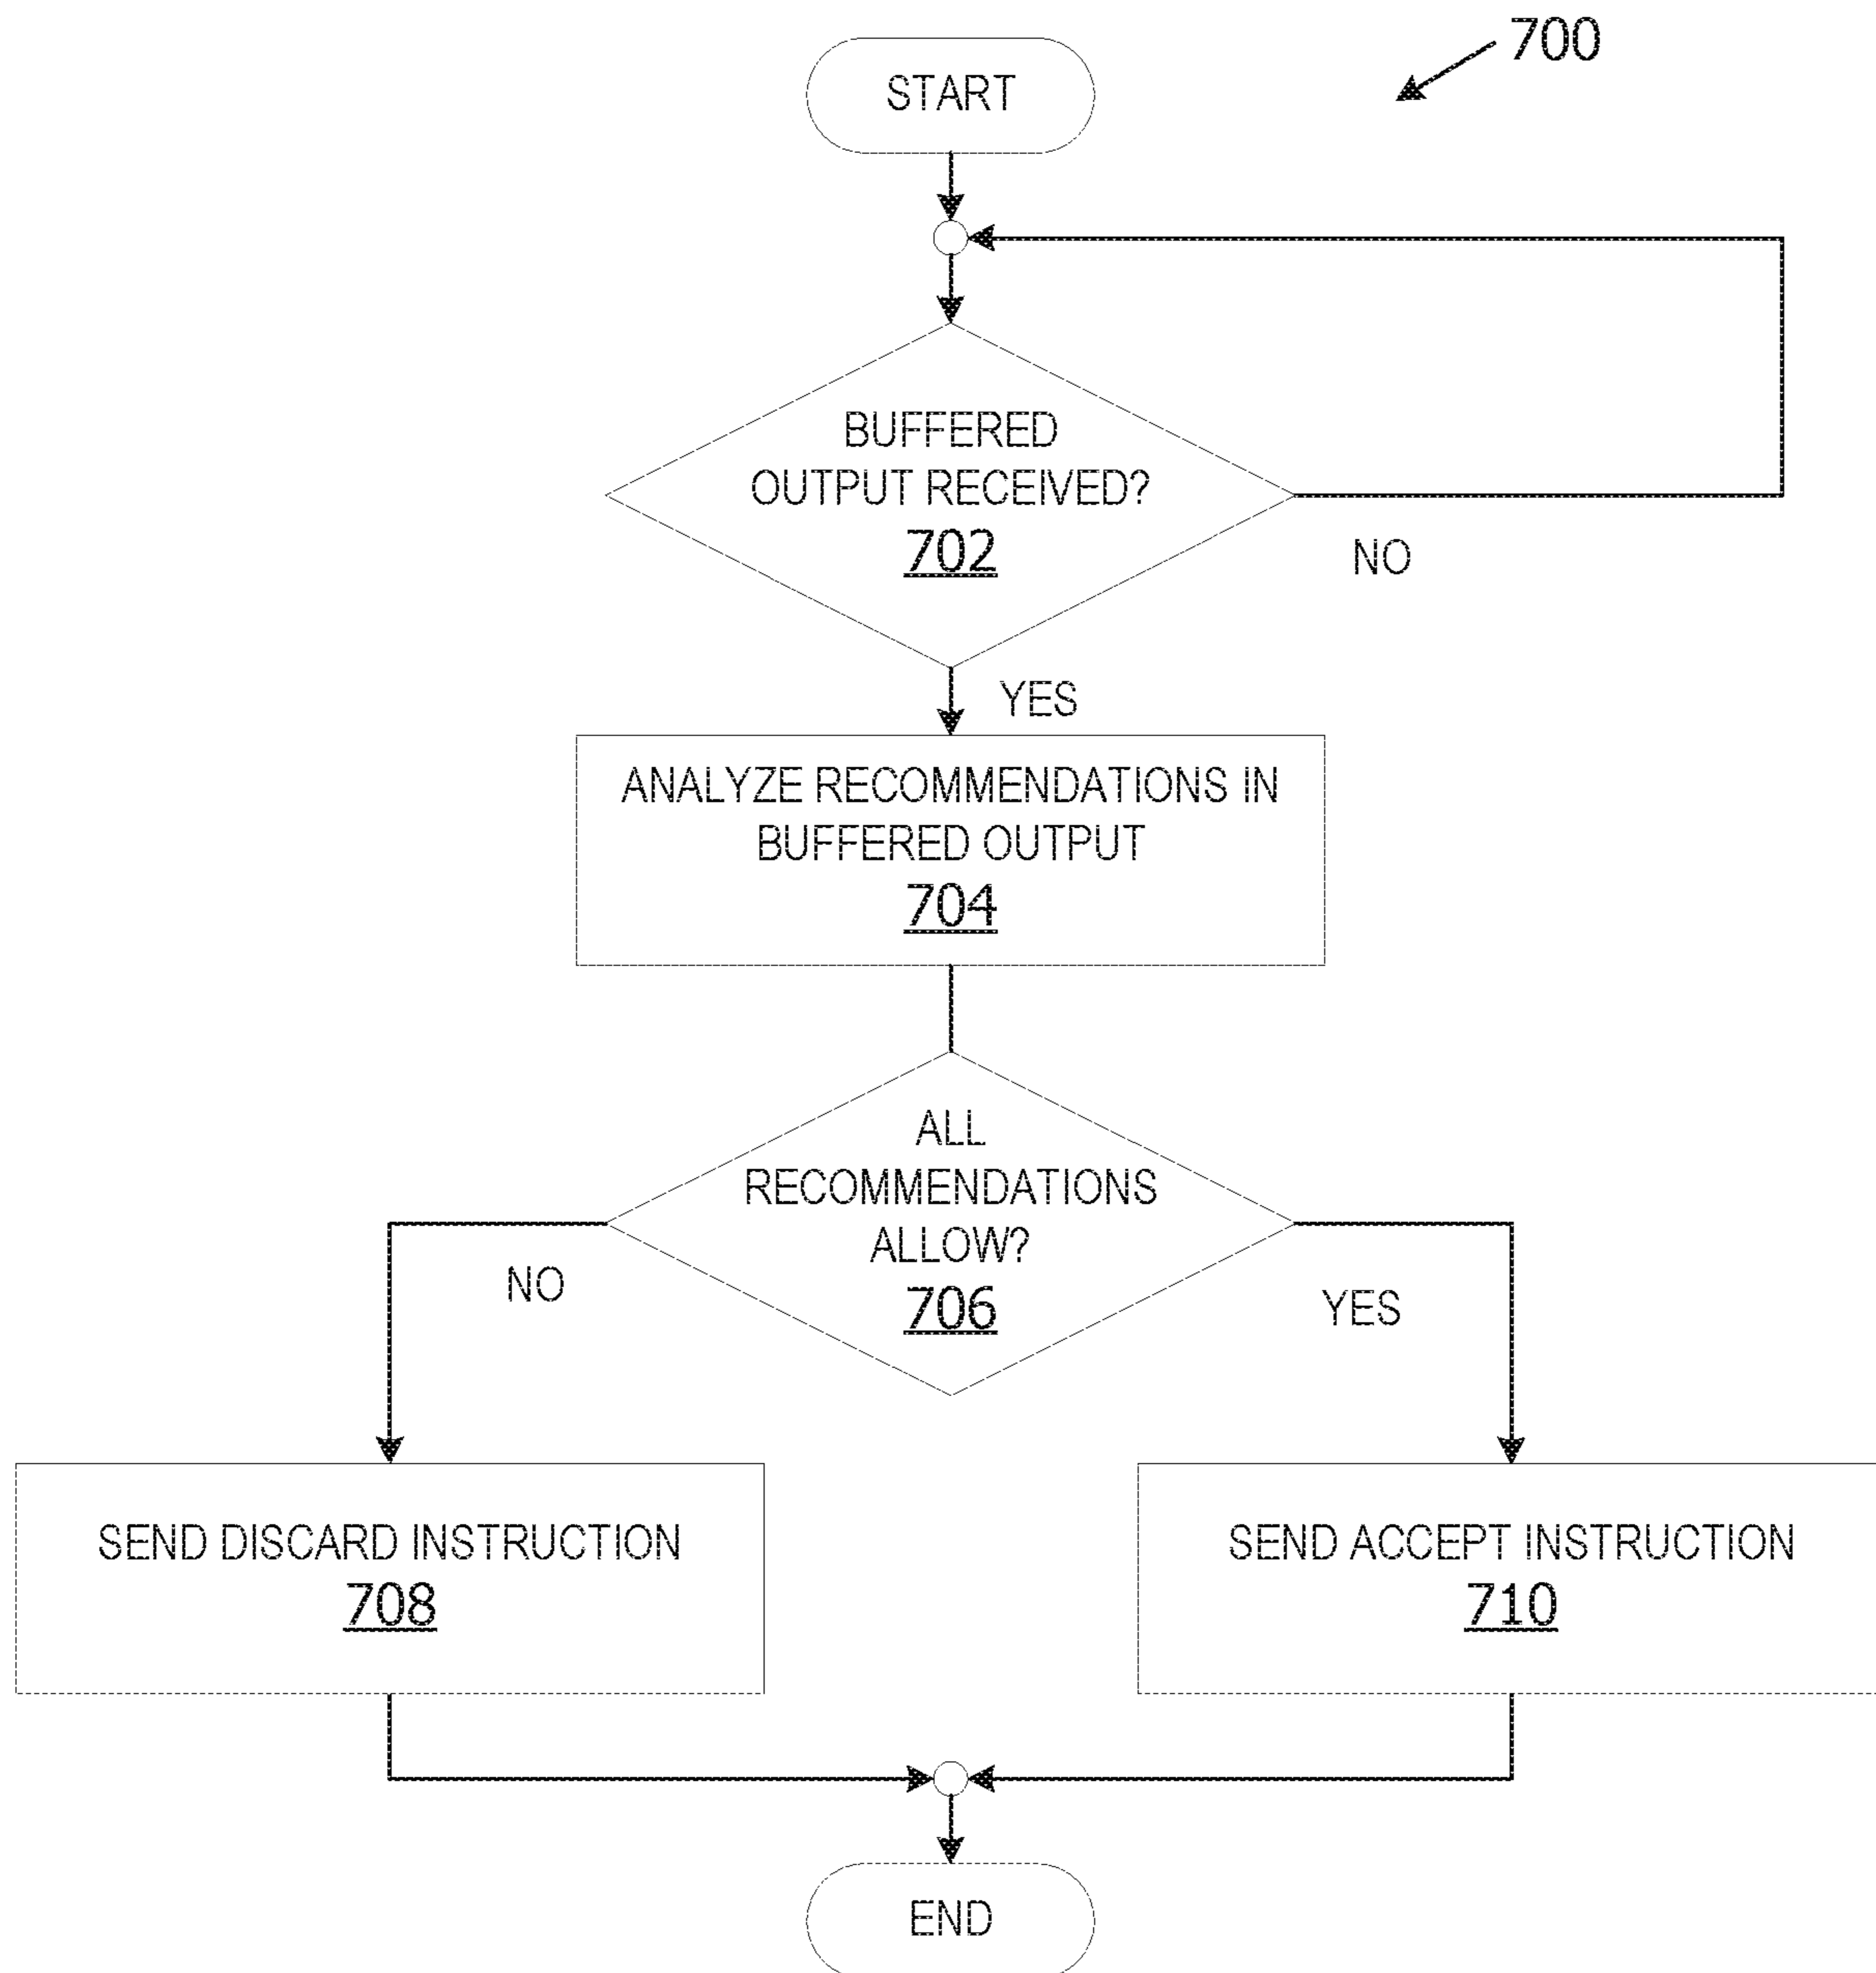 700
START
BUFFERED
OUTPUT RECEIVED?
702
NO
YES
ANALYZE RECOMMENDATIONS IN
BUFFERED OUTPUT
704
ALL
RECOMMENDATIONS
ALLOW?
706
NO
YES
SEND DISCARD INSTRUCTION
708
SEND ACCEPT INSTRUCTION
710
END